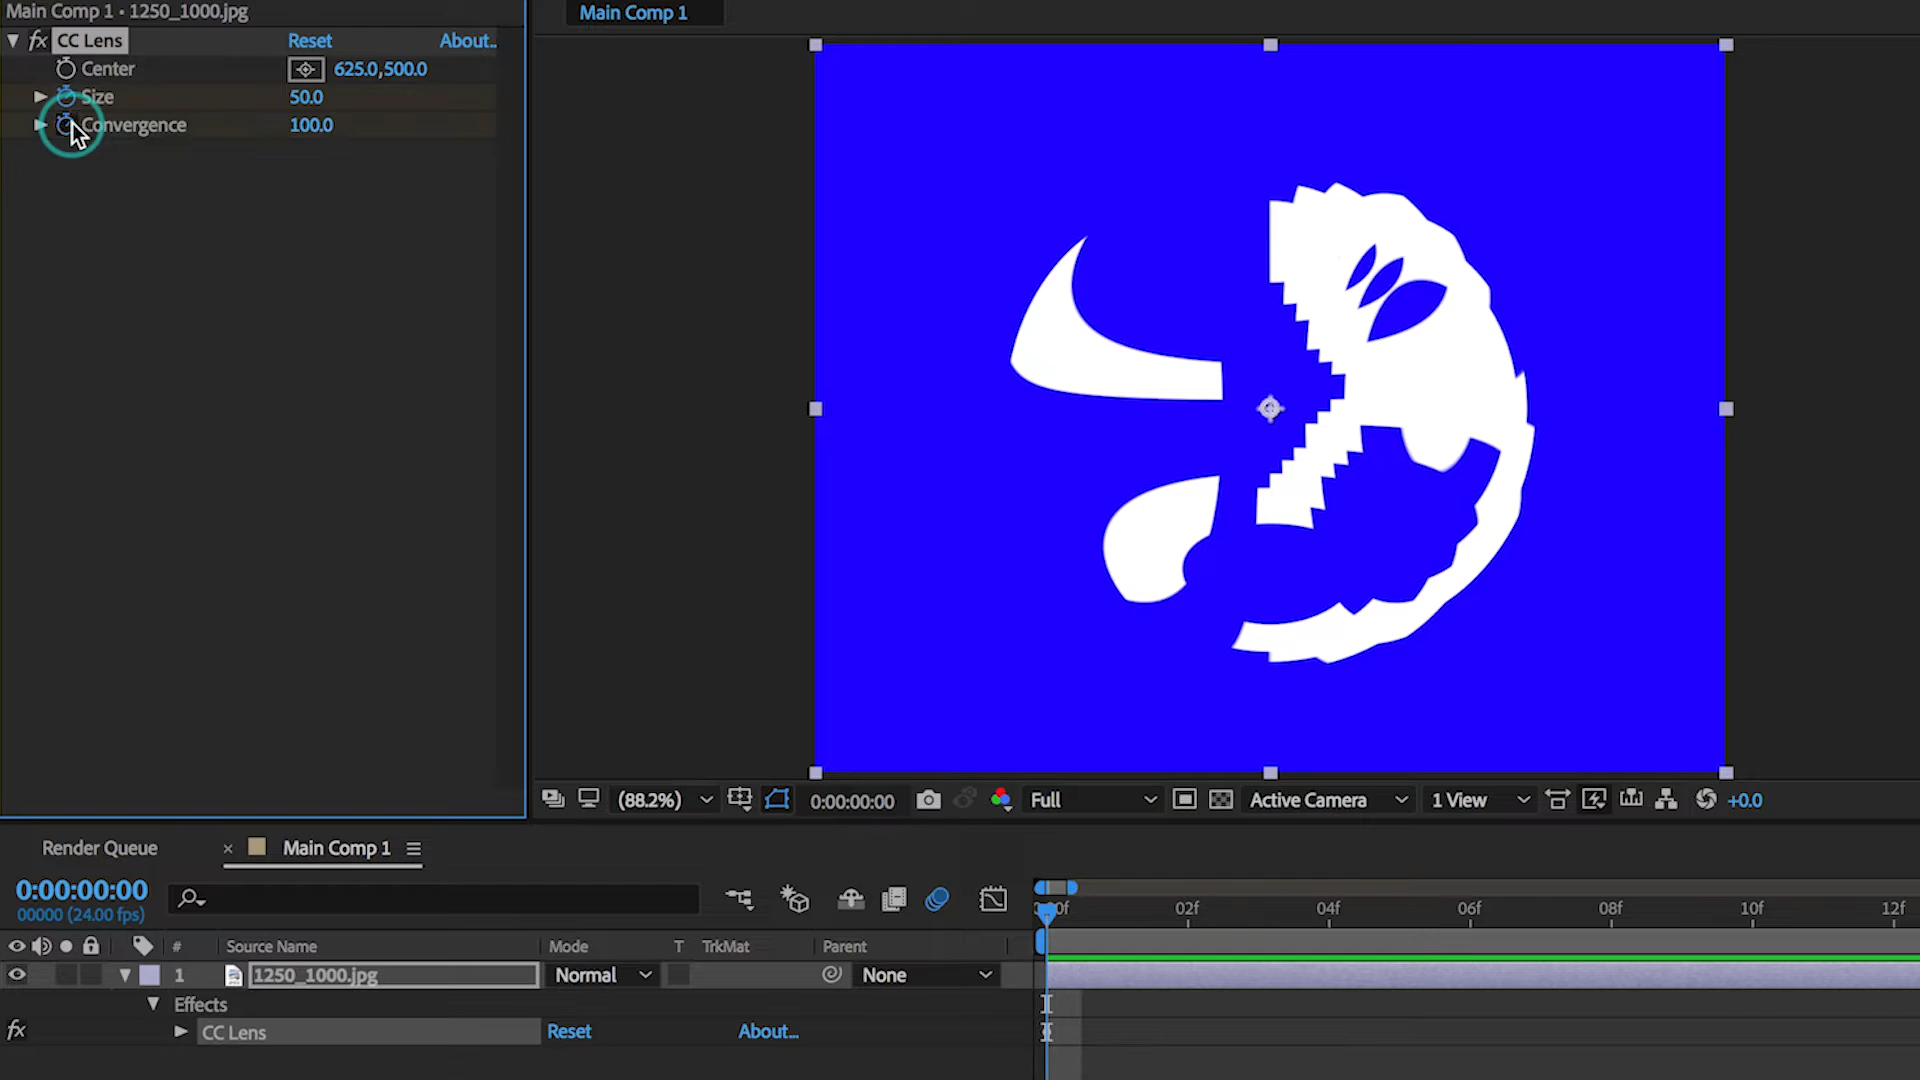 Main Comp 1 • 1250_1000.jpg
Main Comp 1
fx CC Lens Reset About..
Center 625.0,500.0
Size 50.0
Convergence 100.0
(88.2%) 0:00:00:00 Full Active Camera 1 View +0.0
Render Queue × Main Comp 1
0:00:00:00
00000 (24.00 fps)
02f 04f 06f 08f 10f 12f
# Source Name Mode T TrkMat Parent
1 1250_1000.jpg Normal None
Effects
fx CC Lens Reset About...